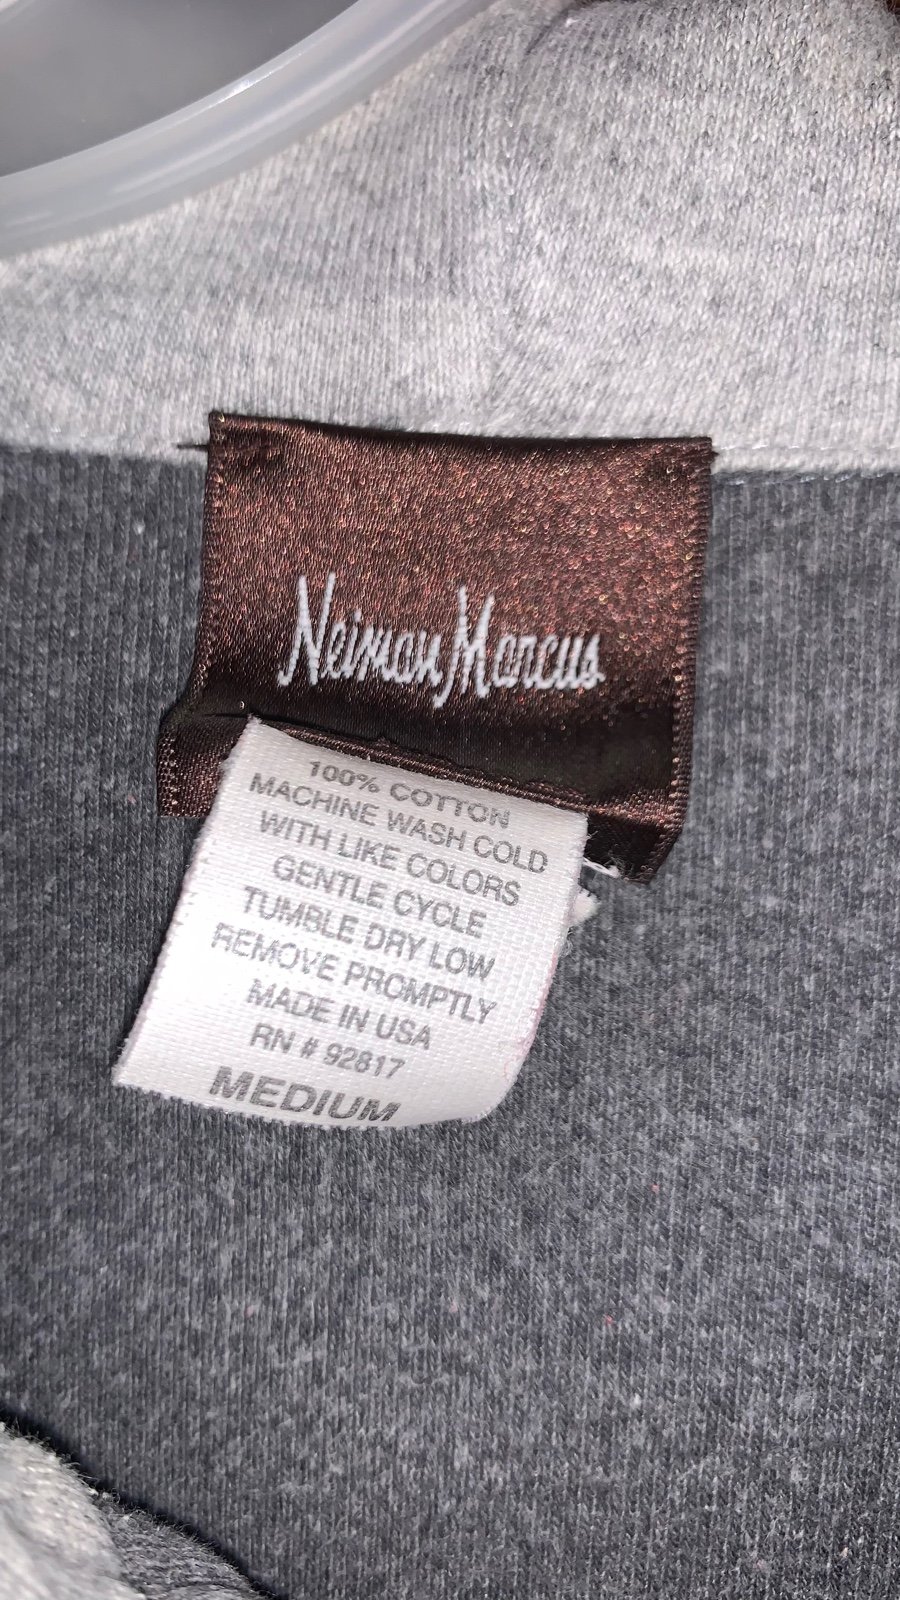 Neiman Marcus
100% COTTON
MACHINE WASH COLD
WITH LIKE COLORS
GENTLE CYCLE
TUMBLE DRY LOW
REMOVE PROMPTLY
MADE IN USA
RN # 92817
MEDIUM